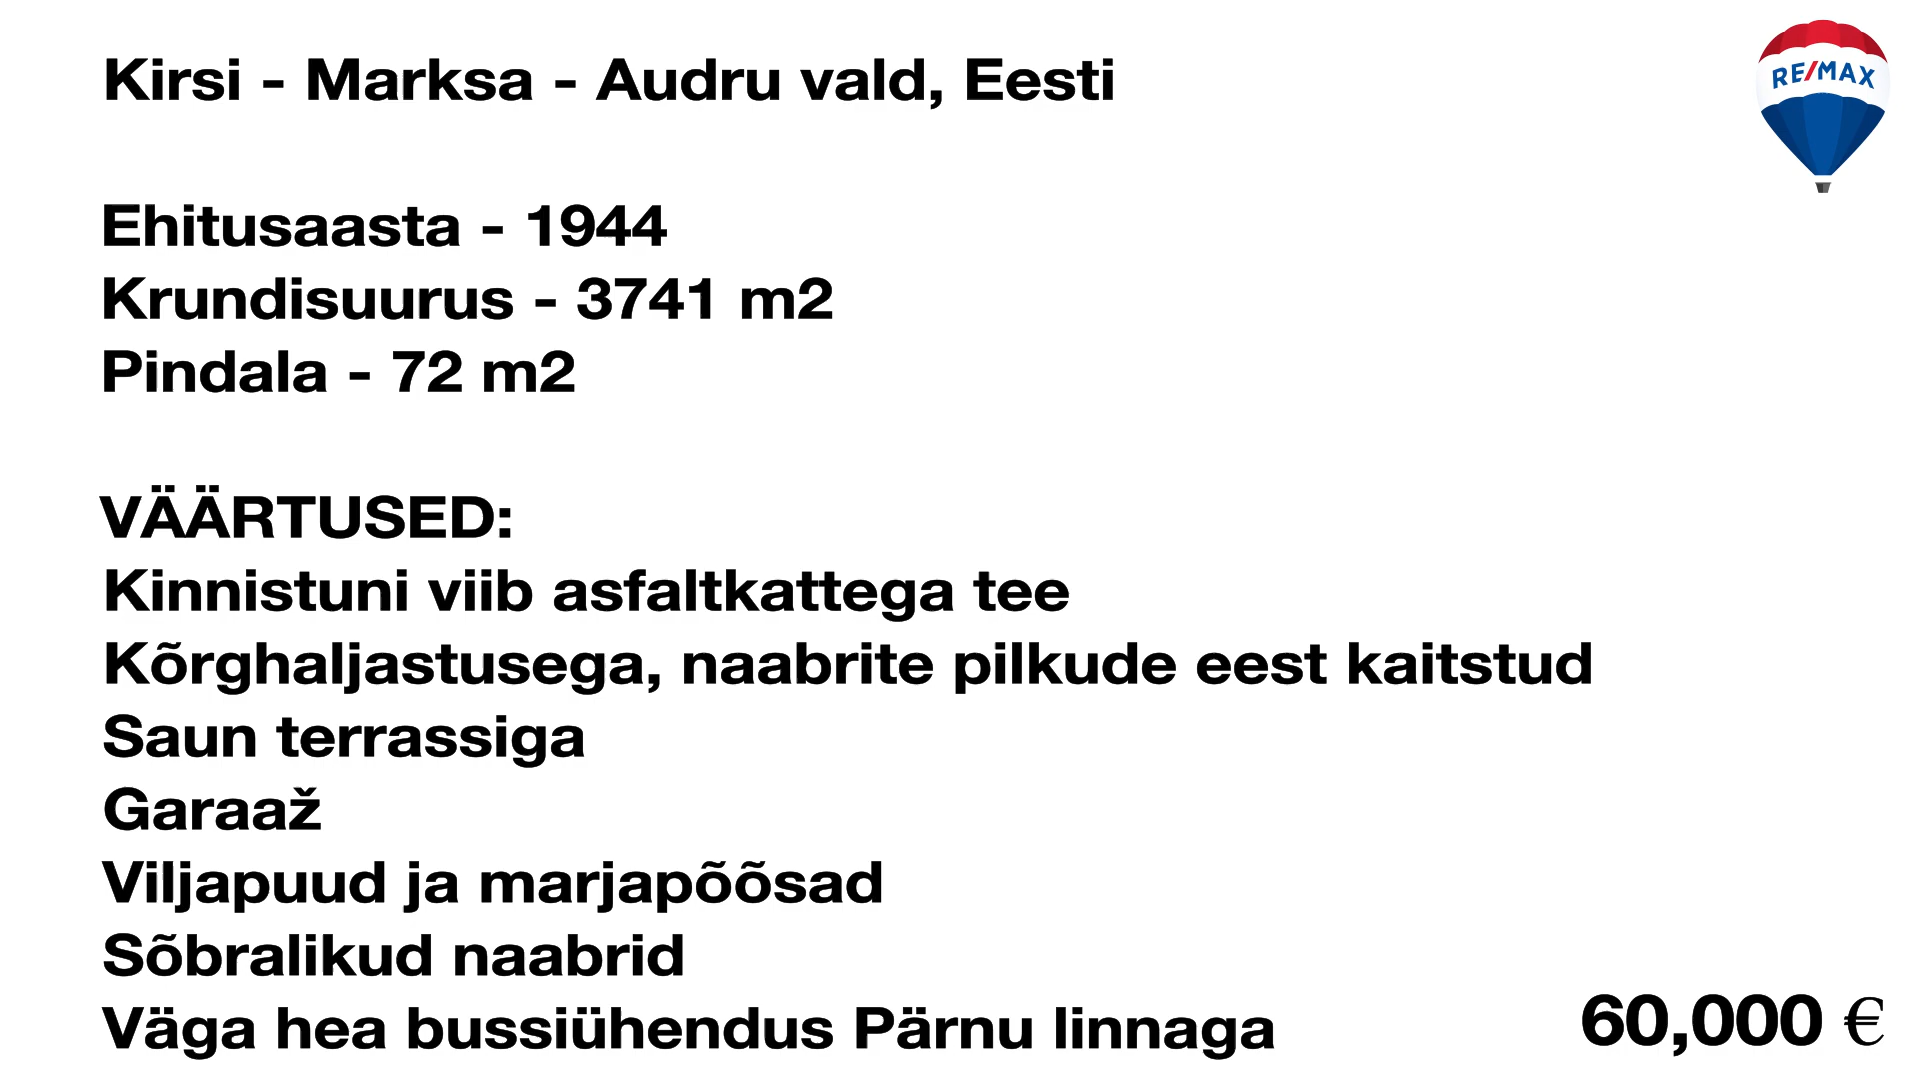 Kirsi - Marksa - Audru vald, Eesti
RE/MAX
Ehitusaasta - 1944
Krundisuurus - 3741 m2
Pindala - 72 m2
VÄÄRTUSED:
Kinnistuni viib asfaltkattega tee
Kõrghaljastusega, naabrite pilkude eest kaitstud
Saun terrassiga
Garaaž
Viljapuud ja marjapõõsad
Sõbralikud naabrid
Väga hea bussiühendus Pärnu linnaga
60,000 €